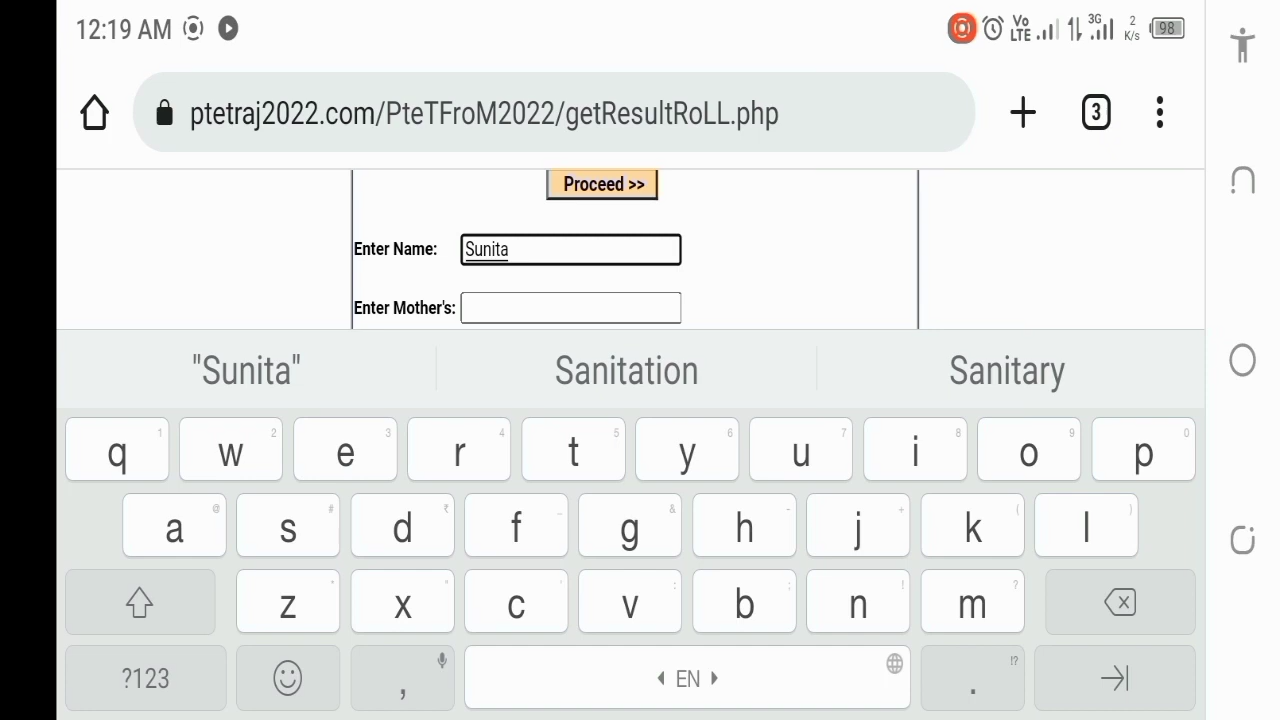 12:19 AM Vo LTE 3G 2 K/s 98
ptetraj2022.com/PteTFroM2022/getResultRoLL.php 3
Proceed >>
Enter Name: Sunita
Enter Mother's:
"Sunita" Sanitation Sanitary
q 1 w 2 e 3 r 4 t 5 y 6 u 7 i 8 o 9 p 0
a @ s # d ₹ f _ g & h - j + k ( l )
z x c v : b ; n ! m ?
?123 , EN . !?